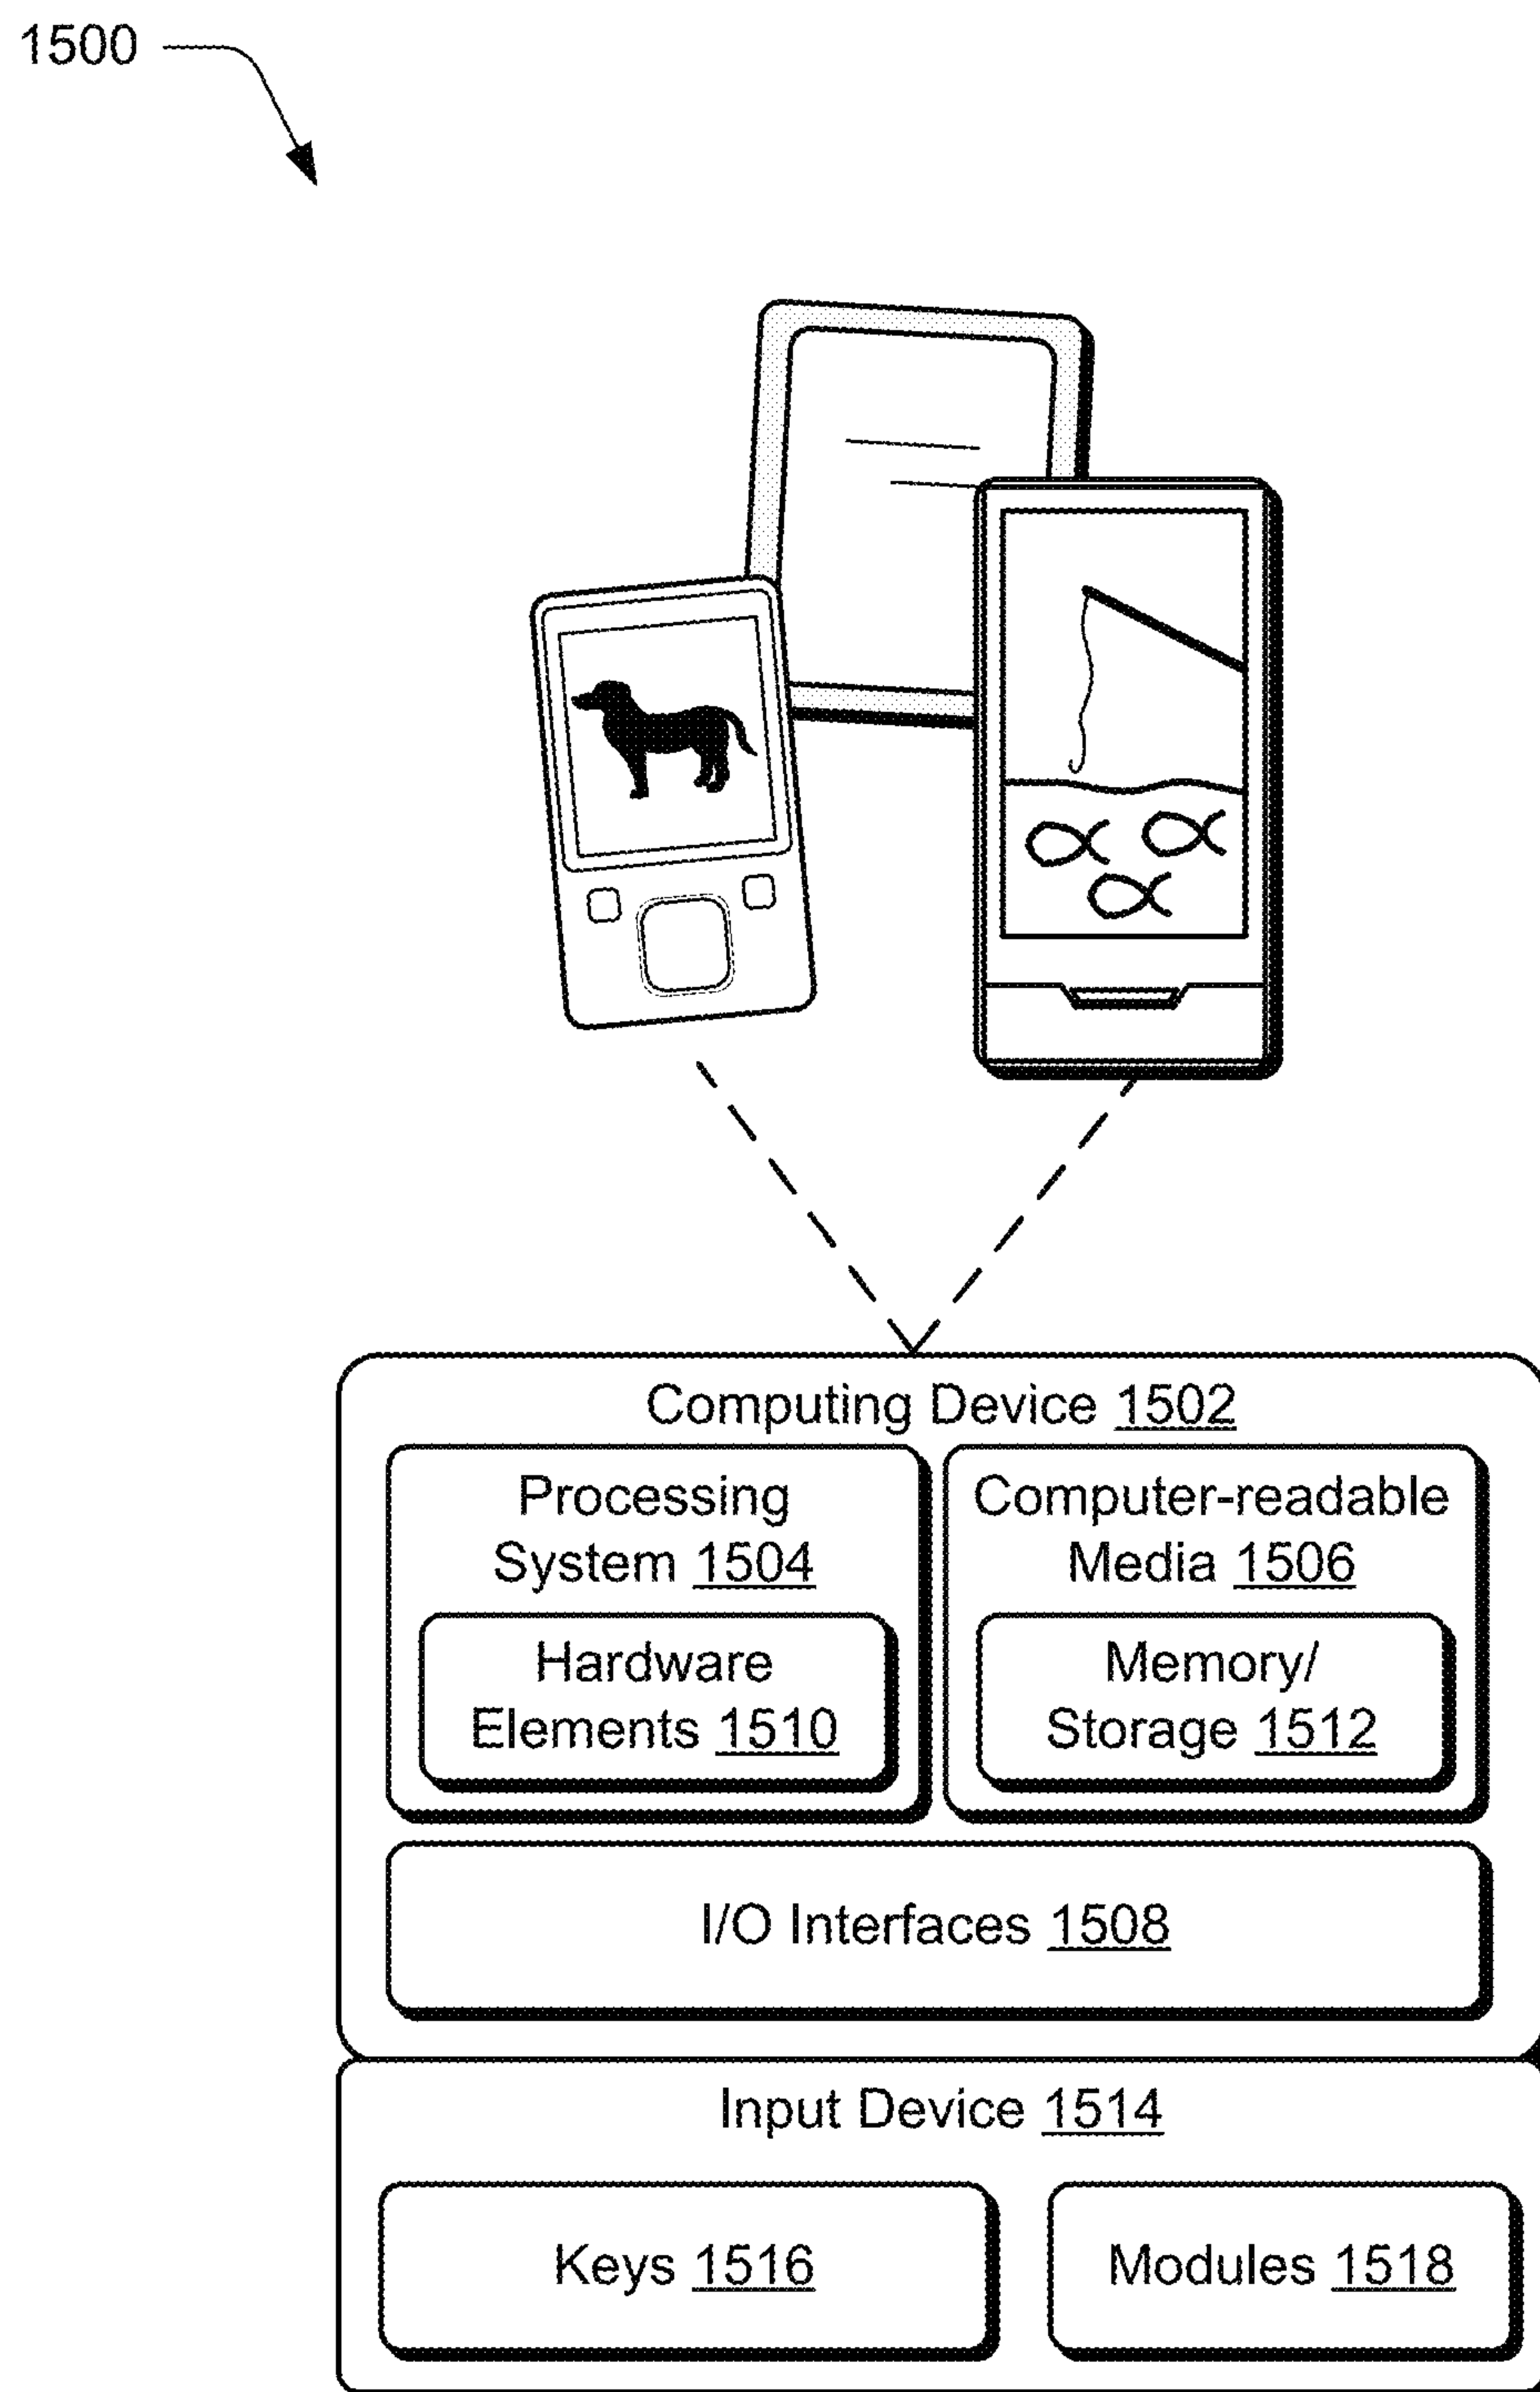 1500
Computing Device 1502
Processing
System 1504
Computer-readable
Media 1506
Hardware
Elements 1510
Memory/
Storage 1512
I/O Interfaces 1508
Input Device 1514
Keys 1516
Modules 1518